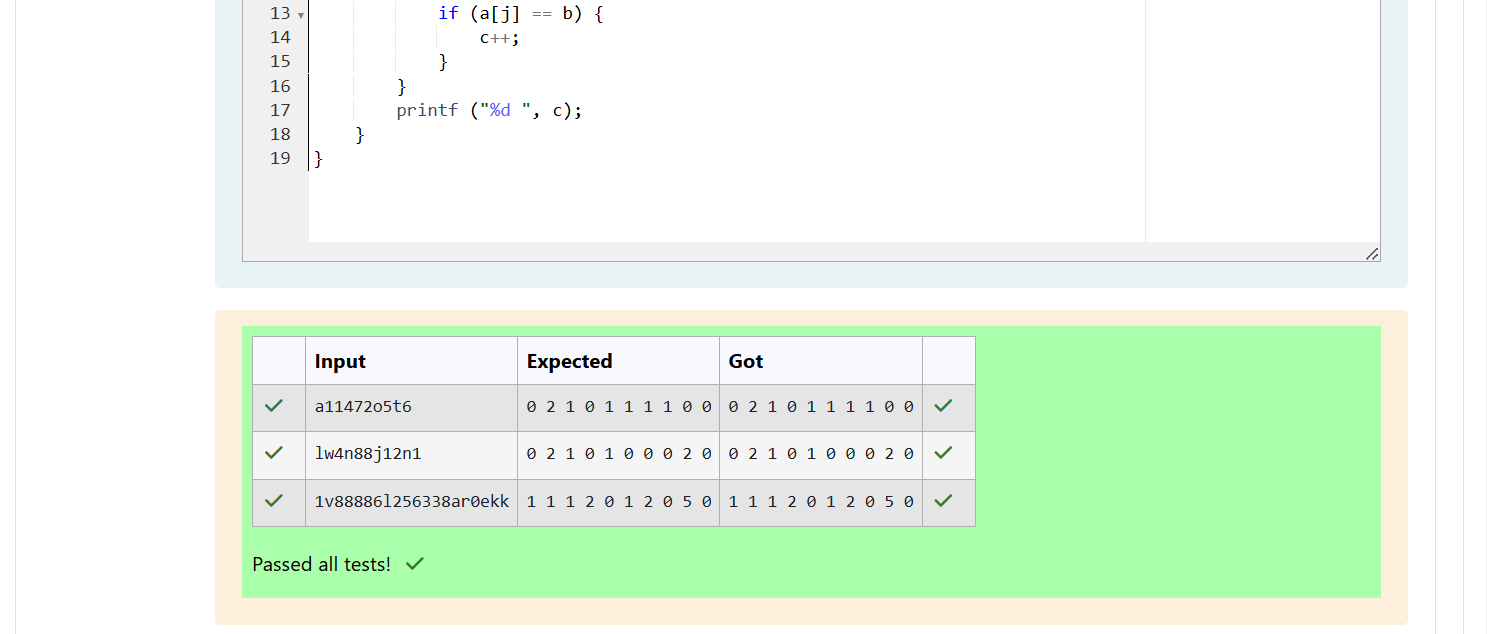 13 if (a[j] == b) {
14 c++;
15 }
16 }
17 printf ("%d ", c);
18 }
19 }
Input Expected Got
a11472o5t6 0 2 1 0 1 1 1 1 0 0 0 2 1 0 1 1 1 1 0 0
lw4n88j12n1 0 2 1 0 1 0 0 0 2 0 0 2 1 0 1 0 0 0 2 0
1v88886l256338ar0ekk 1 1 1 2 0 1 2 0 5 0 1 1 1 2 0 1 2 0 5 0
Passed all tests!